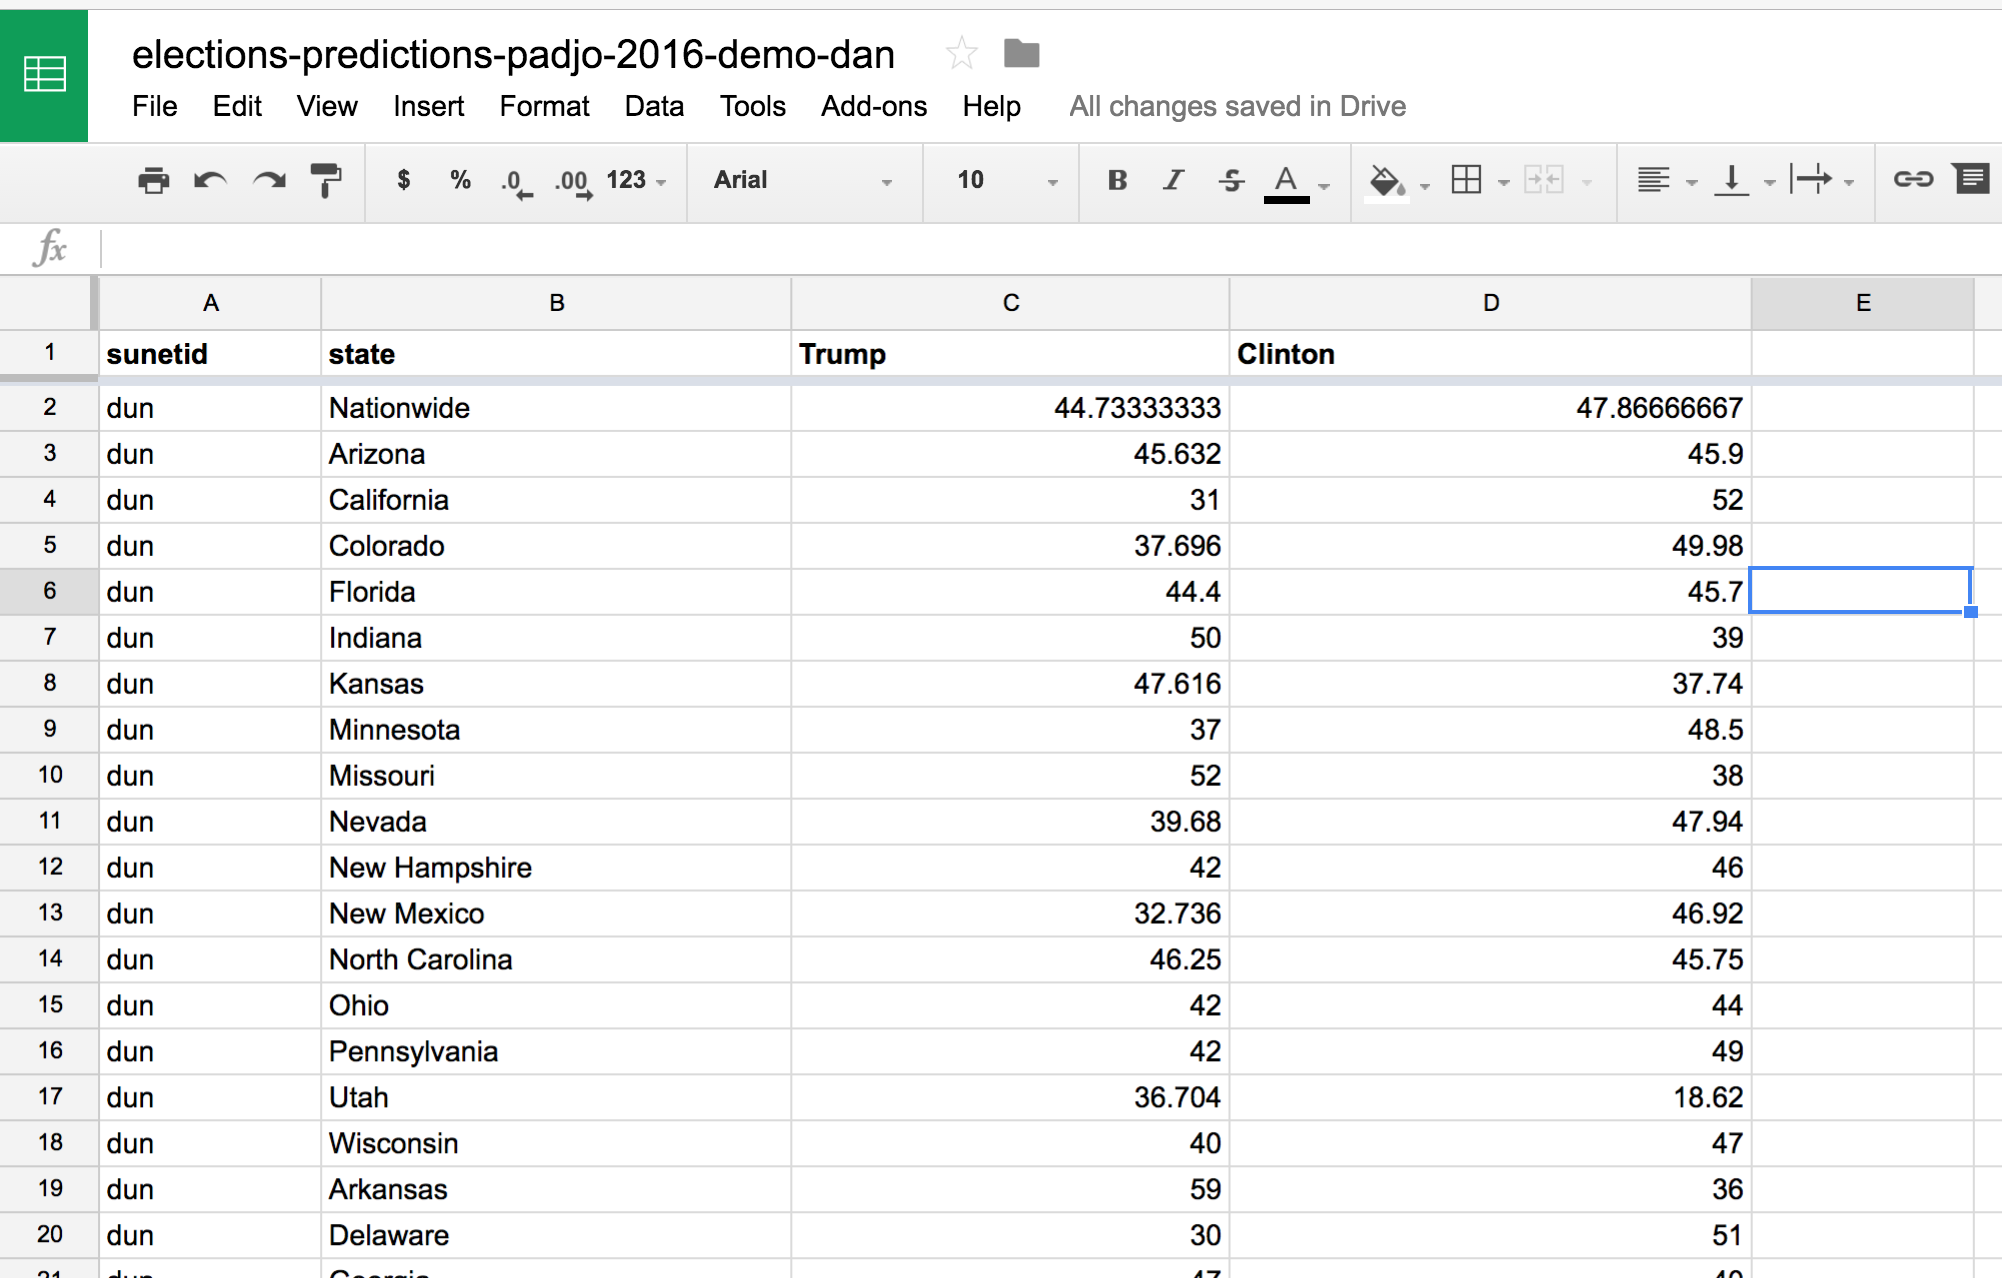 elections-predictions-padjo-2016-demo-dan
File Edit View Insert Format Data Tools Add-ons Help All changes saved in Drive
$ % .0 .00 123 Arial 10 B I S A
fx
A B C D E
1 sunetid state Trump Clinton
2 dun Nationwide 44.73333333 47.86666667
3 dun Arizona 45.632 45.9
4 dun California 31 52
5 dun Colorado 37.696 49.98
6 dun Florida 44.4 45.7
7 dun Indiana 50 39
8 dun Kansas 47.616 37.74
9 dun Minnesota 37 48.5
10 dun Missouri 52 38
11 dun Nevada 39.68 47.94
12 dun New Hampshire 42 46
13 dun New Mexico 32.736 46.92
14 dun North Carolina 46.25 45.75
15 dun Ohio 42 44
16 dun Pennsylvania 42 49
17 dun Utah 36.704 18.62
18 dun Wisconsin 40 47
19 dun Arkansas 59 36
20 dun Delaware 30 51
21 dun Georgia 47